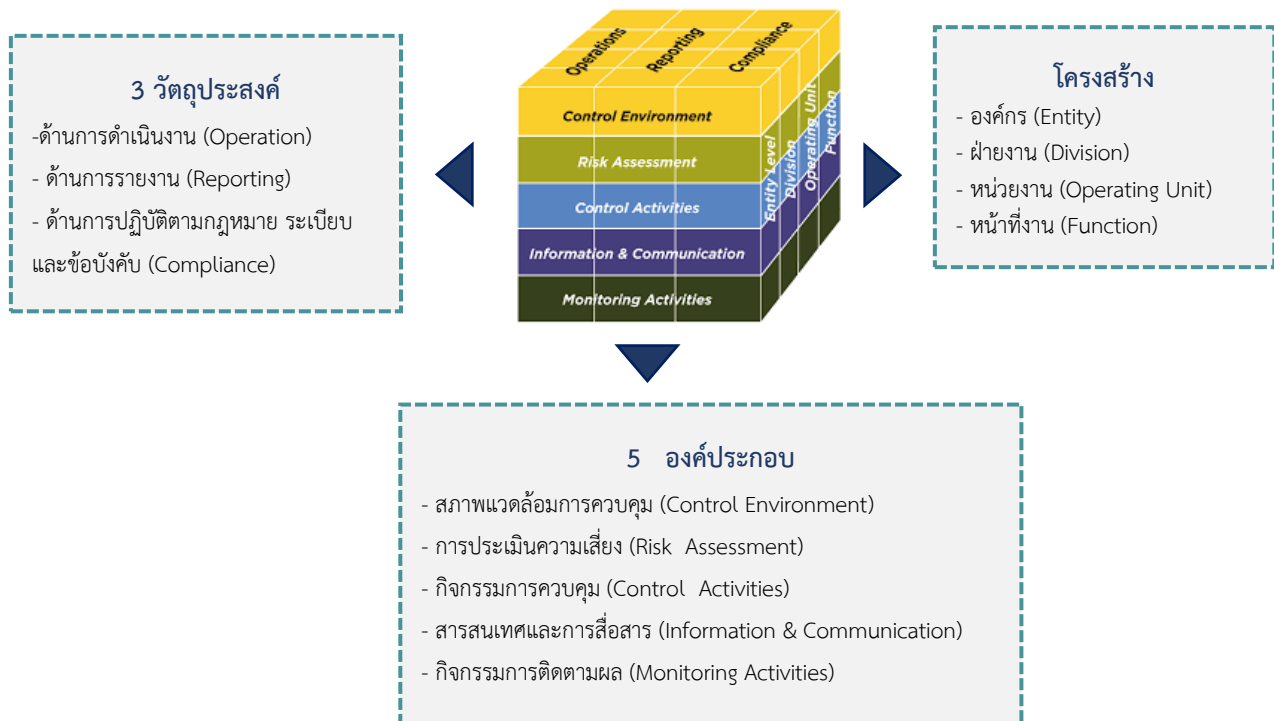 3 วัตถุประสงค์
-ด้านการดำเนินงาน (Operation)
- ด้านการรายงาน (Reporting)
- ด้านการปฏิบัติตามกฎหมาย ระเบียบ
และข้อบังคับ (Compliance)
Operations
Reporting
Compliance
Control Environment
Risk Assessment
Control Activities
Information & Communication
Monitoring Activities
Entity Level
Division
Operating Unit
Function
โครงสร้าง
- องค์กร (Entity)
- ฝ่ายงาน (Division)
- หน่วยงาน (Operating Unit)
- หน้าที่งาน (Function)
5 องค์ประกอบ
- สภาพแวดล้อมการควบคุม (Control Environment)
- การประเมินความเสี่ยง (Risk Assessment)
- กิจกรรมการควบคุม (Control Activities)
- สารสนเทศและการสื่อสาร (Information & Communication)
- กิจกรรมการติดตามผล (Monitoring Activities)